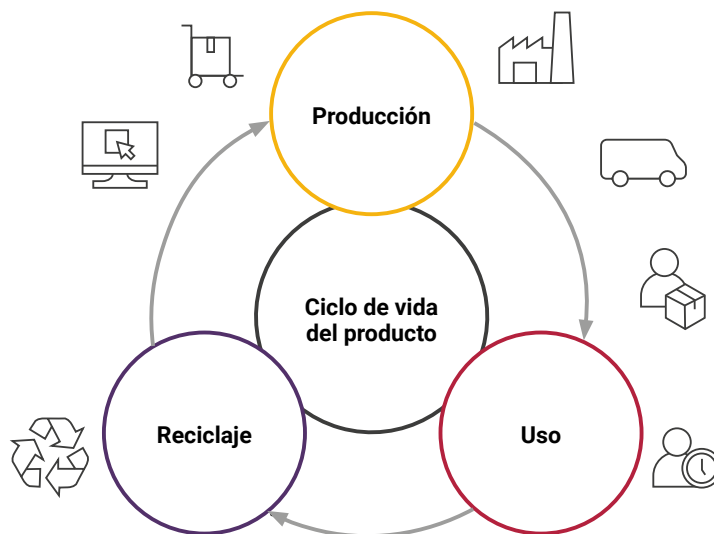 Producción
Ciclo de vida
del producto
Reciclaje
Uso